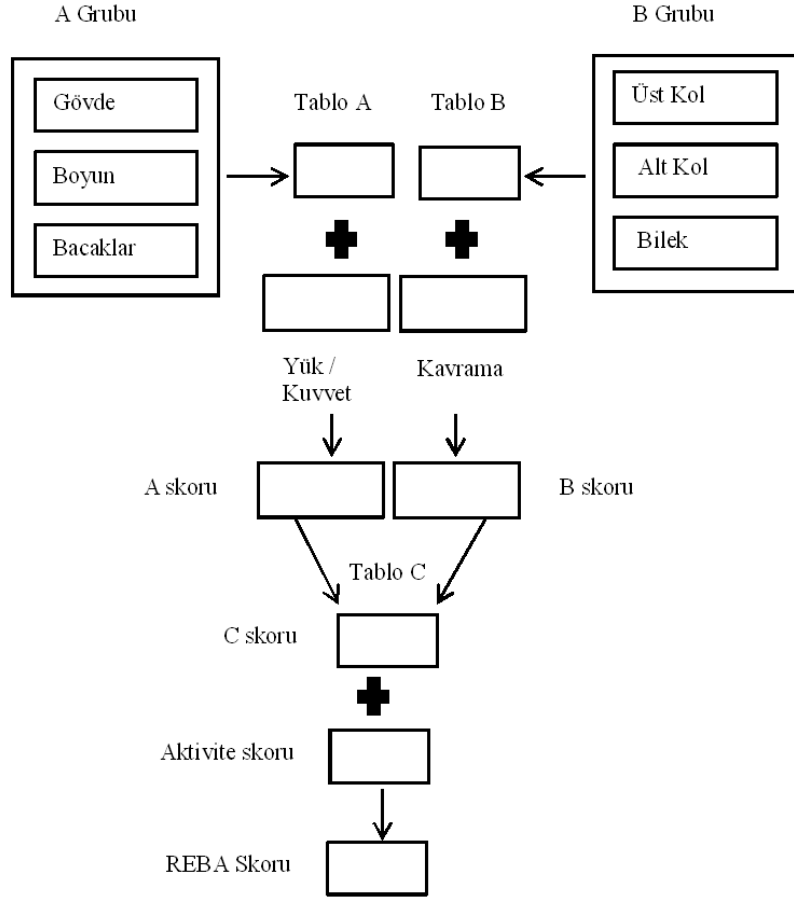 A Grubu
B Grubu
Gövde
Boyun
Bacaklar
Tablo A
Tablo B
Üst Kol
Alt Kol
Bilek
Yük /
Kuvvet
Kavrama
A skoru
B skoru
Tablo C
C skoru
Aktivite skoru
REBA Skoru